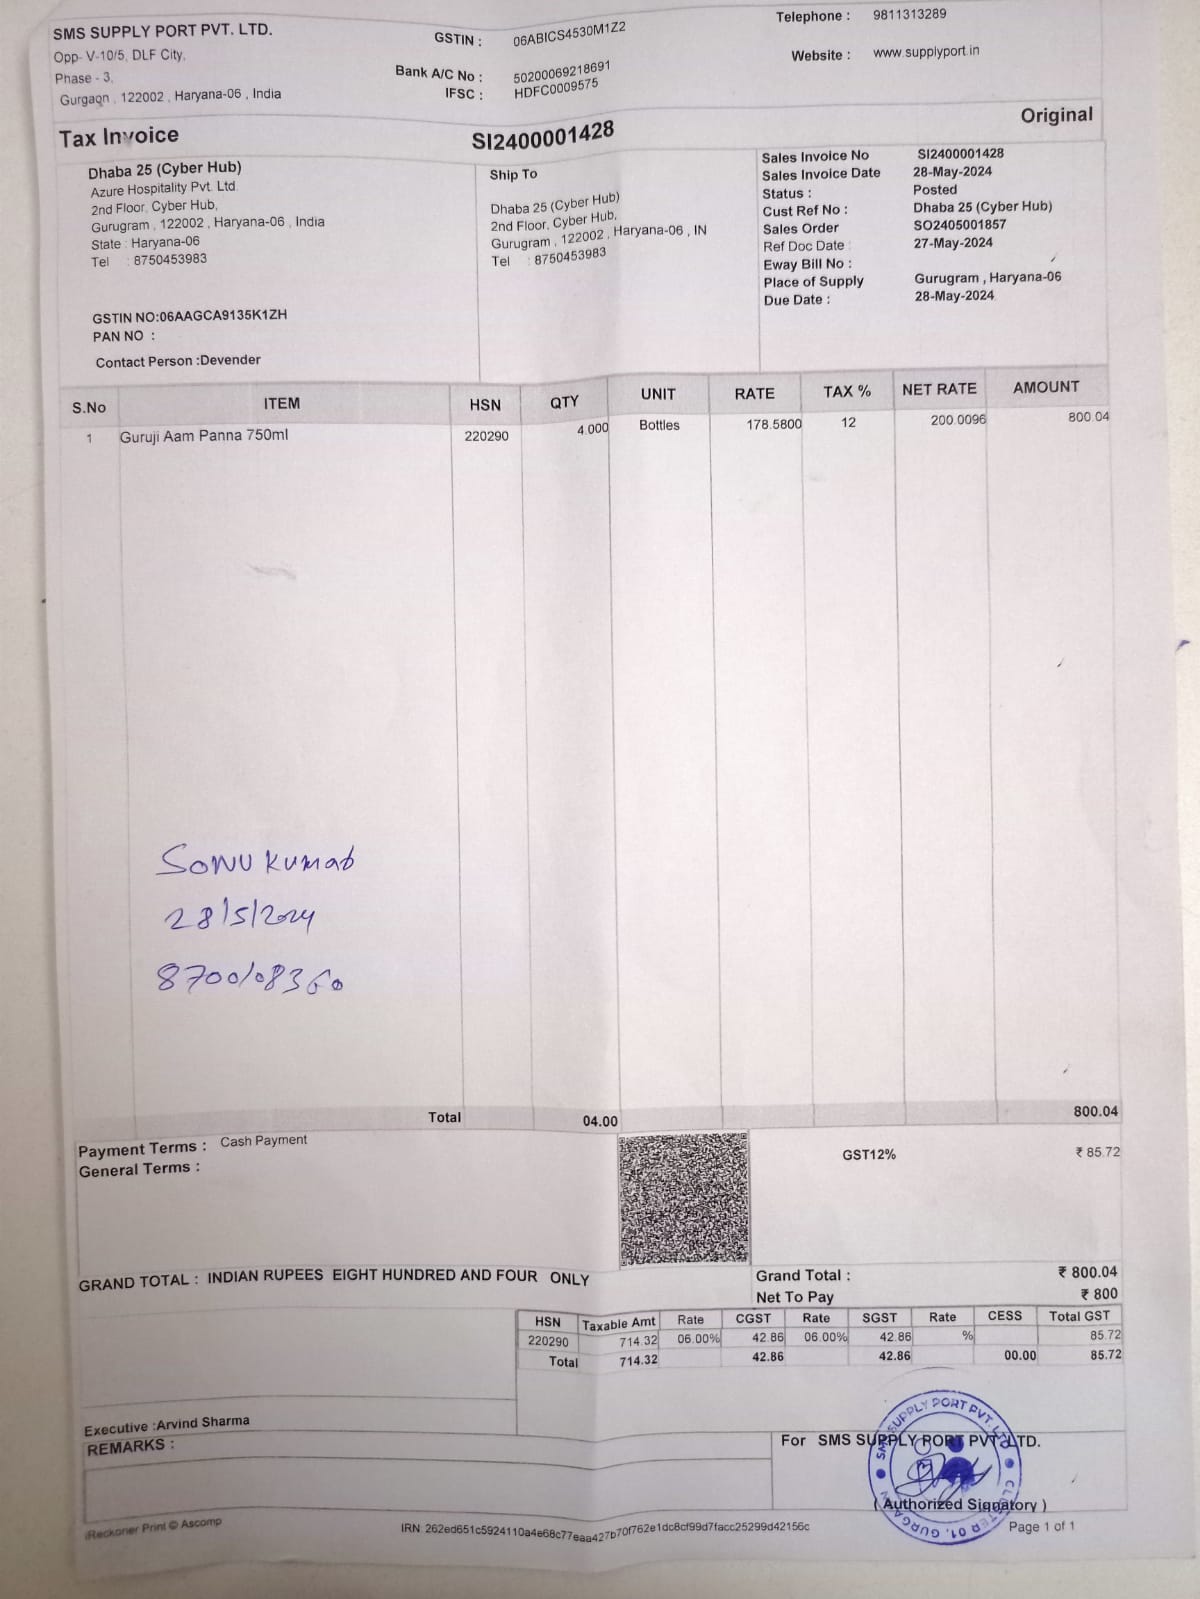 SMS SUPPLY PORT PVT. LTD.
Opp- V-10/5, DLF City,
Phase - 3,
Gurgaon , 122002 , Haryana-06 , India
GSTIN : 06ABICS4530M1Z2
Bank A/C No : 50200069218691
IFSC : HDFC0009575
Telephone : 9811313289
Website : www.supplyport.in
Original
Tax Invoice
SI2400001428
Dhaba 25 (Cyber Hub)
Azure Hospitality Pvt. Ltd.
2nd Floor, Cyber Hub,
Gurugram , 122002 , Haryana-06 , India
State : Haryana-06
Tel : 8750453983
GSTIN NO:06AAGCA9135K1ZH
PAN NO :
Contact Person :Devender
Ship To
Dhaba 25 (Cyber Hub)
2nd Floor, Cyber Hub,
Gurugram , 122002 , Haryana-06 , IN
Tel : 8750453983
Sales Invoice No SI2400001428
Sales Invoice Date 28-May-2024
Status : Posted
Cust Ref No : Dhaba 25 (Cyber Hub)
Sales Order SO2405001857
Ref Doc Date : 27-May-2024
Eway Bill No :
Place of Supply Gurugram , Haryana-06
Due Date : 28-May-2024
S.No ITEM HSN QTY UNIT RATE TAX % NET RATE AMOUNT
1 Guruji Aam Panna 750ml 220290 4.000 Bottles 178.5800 12 200.0096 800.04
Sonu Kumar
28/5/2024
8700108360
Total 04.00 800.04
Payment Terms : Cash Payment
General Terms :
GST12% ₹ 85.72
GRAND TOTAL : INDIAN RUPEES EIGHT HUNDRED AND FOUR ONLY
Grand Total : ₹ 800.04
Net To Pay ₹ 800
HSN Taxable Amt Rate CGST Rate SGST Rate CESS Total GST
220290 714.32 06.00% 42.86 06.00% 42.86 % 85.72
Total 714.32 42.86 42.86 00.00 85.72
Executive :Arvind Sharma
REMARKS :
For SMS SUPPLY PORT PVT. LTD.
SMS SUPPLY PORT PVT. LTD. CLUSTER 01, GURGAON
( Authorized Signatory )
iReckoner Print © Ascomp
IRN: 262ed651c5924110a4e68c77eaa427b70f762e1dc8cf99d7facc25299d42156c
Page 1 of 1